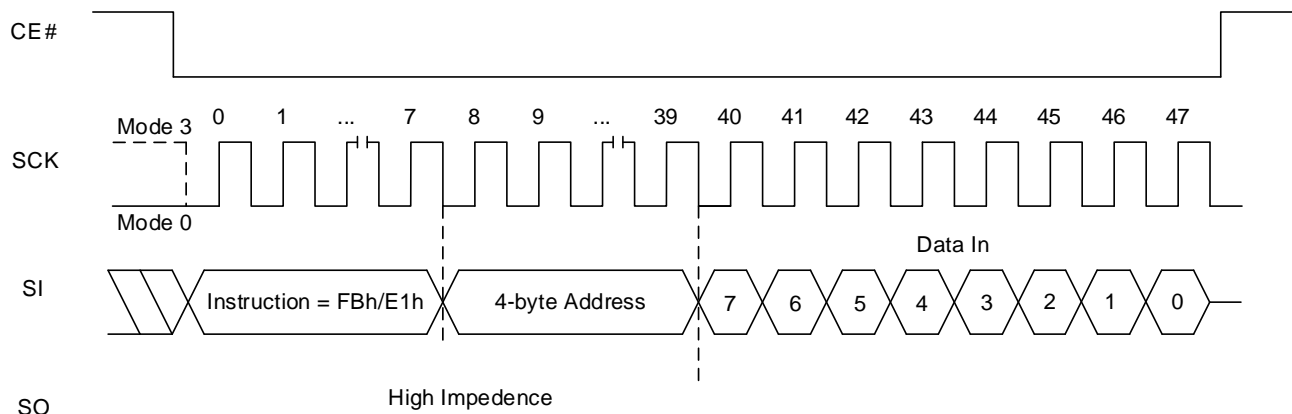 CE#
0 1 ... 7 8 9 ... 39 40 41 42 43 44 45 46 47
Mode 3
SCK
Mode 0
Data In
SI
Instruction = FBh/E1h 4-byte Address 7 6 5 4 3 2 1 0
High Impedence
SO